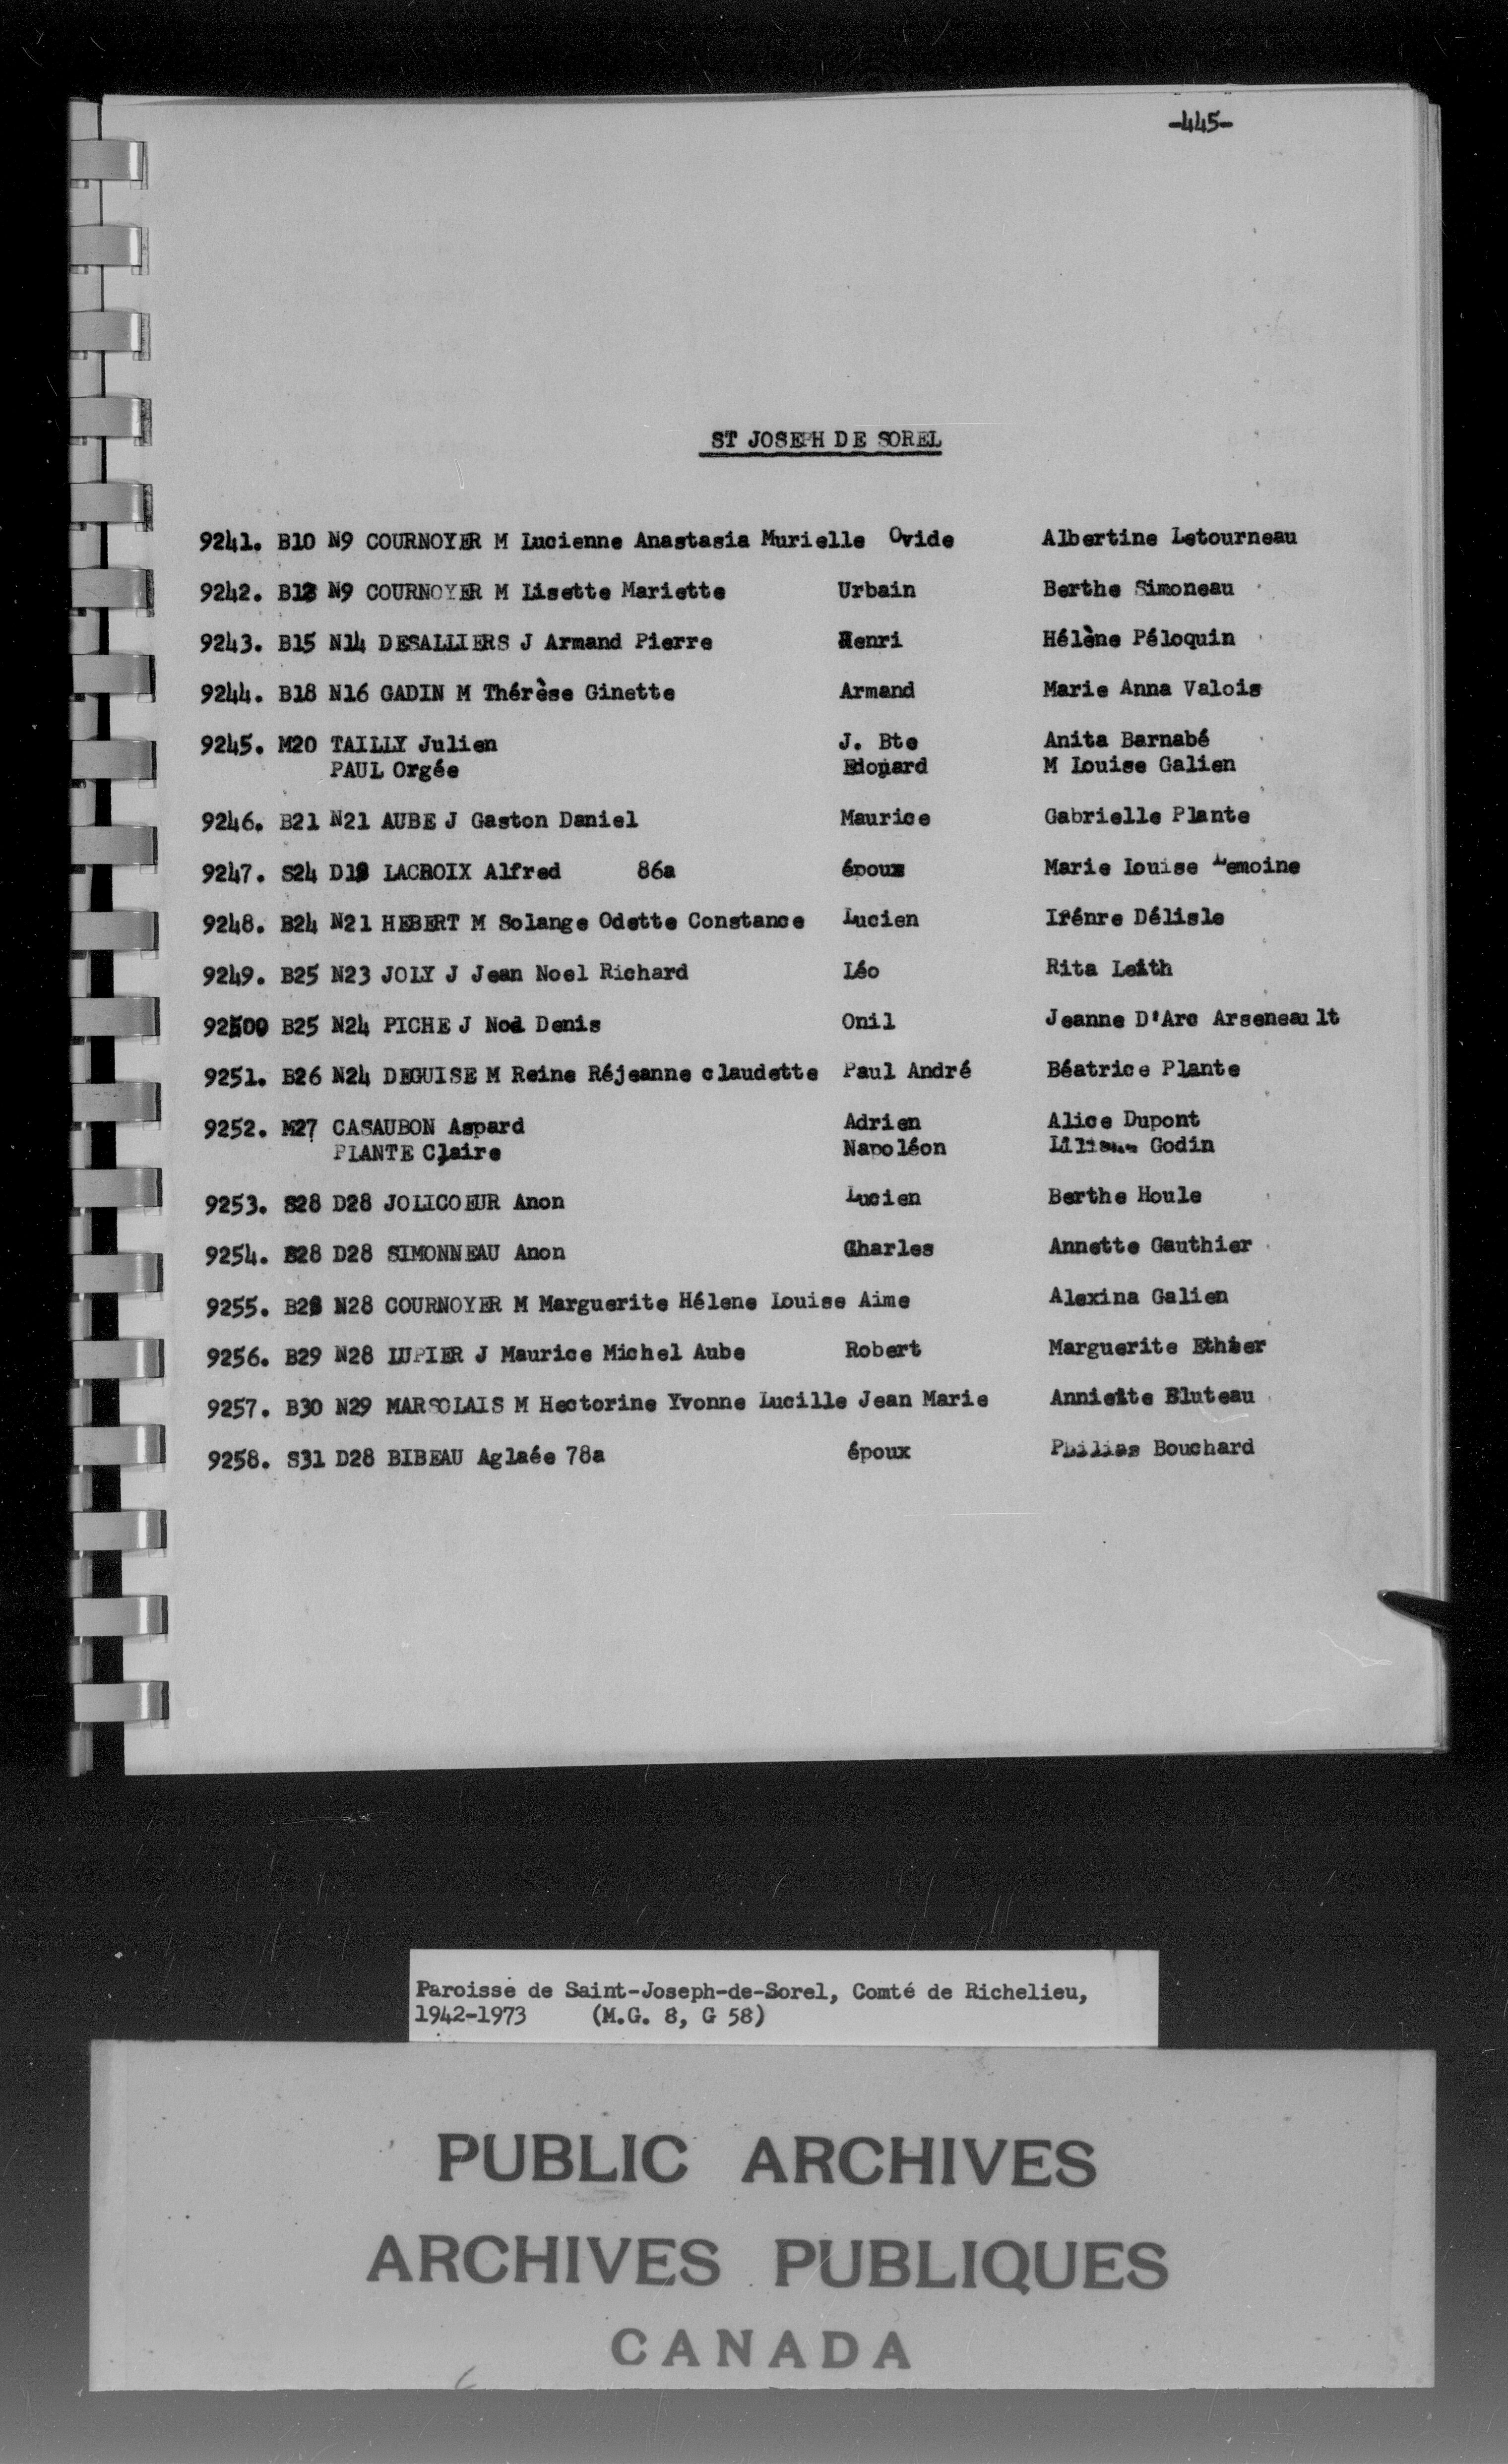 -445-
ST JOSEPH DE SOREL
9241. B10 N9 COURNOYER M Lucienne Anastasia Murielle Ovide Albertine Letourneau
9242. B12 N9 COURNOYER M Lisette Mariette Urbain Berthe Simoneau
9243. B15 N14 DESALLIERS J Armand Pierre Henri Hélène Péloquin
9244. B18 N16 GADIN M Thérèse Ginette Armand Marie Anna Valois
9245. M20 TAILLY Julien J. Bte Anita Barnabé
PAUL Orgée Edouard M Louise Galien
9246. B21 N21 AUBE J Gaston Daniel Maurice Gabrielle Plante
9247. S24 LACROIX Alfred 86a époux Marie Louise Lemoine
9248. B24 N21 HEBERT M Solange Odette Constance Lucien Irénre Délisle
9249. B25 N23 JOLY J Jean Noel Richard Léo Rita Leith
B25 N24 PICHE J Denis Onil Jeanne D'Arc Arseneault
9251. B26 N24 DEGUISE M Reine Réjeanne claudette Paul André Béatrice Plante
9252. M27 CASAUBON Aspard Adrien Alice Dupont
PLANTE Claire Napoléon Liliane Godin
9253. S28 D28 JOLICOEUR Anon Lucien Berthe Houle
9254. S28 D28 SIMONNEAU Anon Charles Annette Gauthier
9255. B28 N28 COURNOYER M Marguerite Hélene Louise Aime Alexina Galien
9256. B29 N28 LUPIER J Maurice Michel Aube Robert Marguerite Ethier
9257. B30 N29 MARSOLAIS M Hectorine Yvonne Lucille Jean Marie Bluteau
9258. S31 D28 BIBEAU Aglaée 78a époux Philias Bouchard
Paroisse de Saint-Joseph-de-Sorel, Comté de Richelieu,
1942-1973 (M.G. 8, G 58)
PUBLIC ARCHIVES
ARCHIVES PUBLIQUES
CANADA